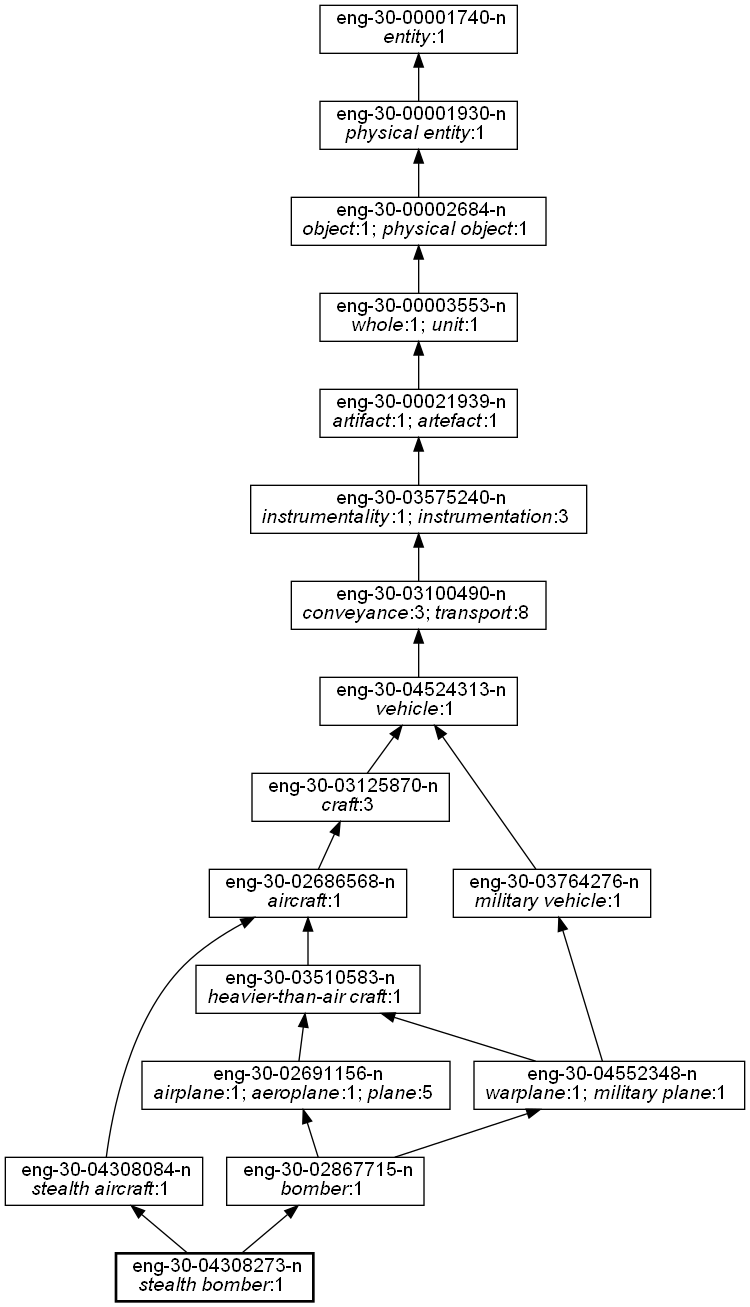 eng-30-00001740-n
entity:1
eng-30-00001930-n
physical entity:1
eng-30-00002684-n
object:1; physical object:1
eng-30-00003553-n
whole:1; unit:1
eng-30-00021939-n
artifact:1; artefact:1
eng-30-03575240-n
instrumentality:1; instrumentation:3
eng-30-03100490-n
conveyance:3; transport:8
eng-30-04524313-n
vehicle:1
eng-30-03125870-n
craft:3
eng-30-02686568-n
aircraft:1
eng-30-03764276-n
military vehicle:1
eng-30-03510583-n
heavier-than-air craft:1
eng-30-02691156-n
airplane:1; aeroplane:1; plane:5
eng-30-04552348-n
warplane:1; military plane:1
eng-30-04308084-n
stealth aircraft:1
eng-30-02867715-n
bomber:1
eng-30-04308273-n
stealth bomber:1